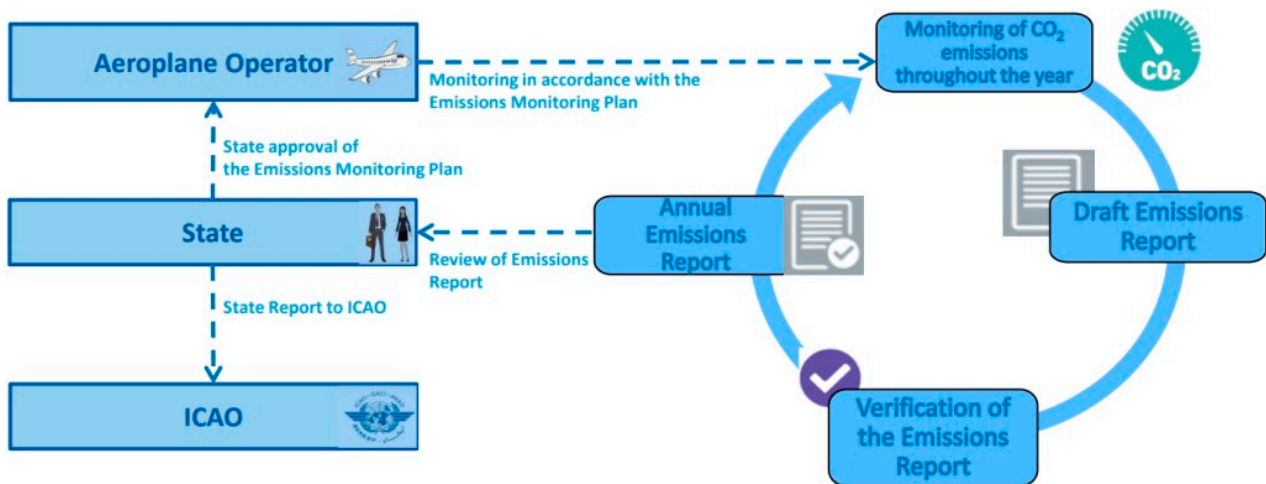 Aeroplane Operator
Monitoring in accordance with the
Emissions Monitoring Plan
Monitoring of CO₂
emissions
throughout the year
CO₂
State approval of
the Emissions Monitoring Plan
State
Review of Emissions
Report
Annual
Emissions
Report
Draft Emissions
Report
State Report to ICAO
ICAO
Verification of
the Emissions
Report